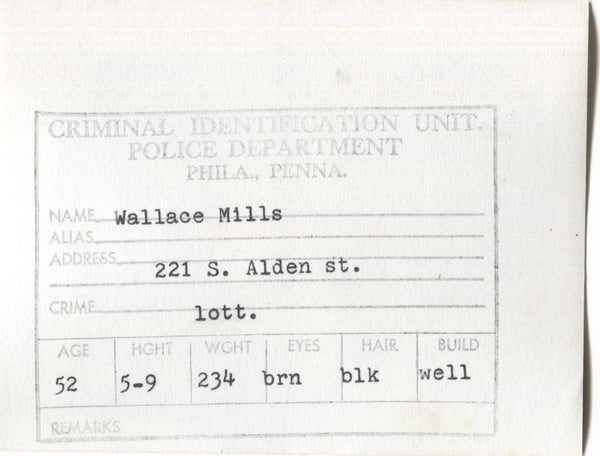 CRIMINAL IDENTIFICATION UNIT.
POLICE DEPARTMENT
PHILA., PENNA.
NAME Wallace Mills
ALIAS
ADDRESS
221 S. Alden st.
CRIME lott.
AGE HGHT WGHT EYES HAIR BUILD
52 5-9 234 brn blk well
REMARKS